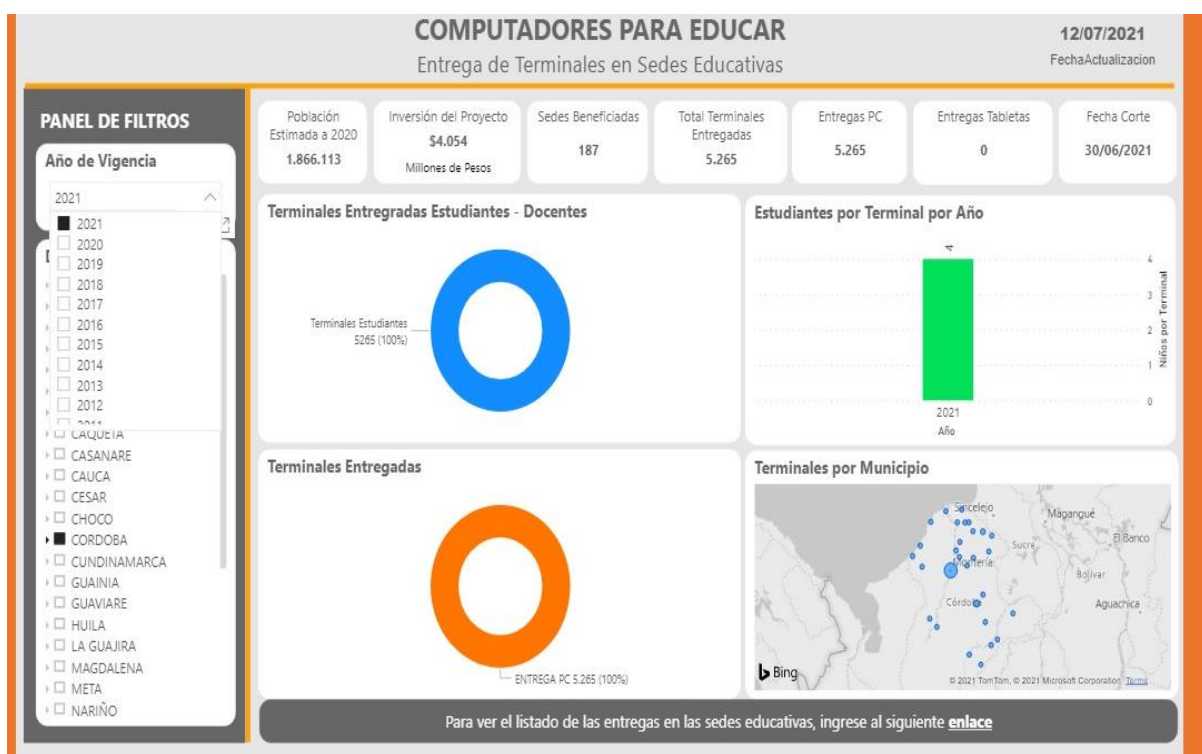 COMPUTADORES PARA EDUCAR
Entrega de Terminales en Sedes Educativas
12/07/2021
FechaActualizacion
PANEL DE FILTROS
Año de Vigencia
2021
2021
2020
2019
2018
2017
2016
2015
2014
2013
2012
2011
CAQUETA
CASANARE
CAUCA
CESAR
CHOCO
CORDOBA
CUNDINAMARCA
GUAINIA
GUAVIARE
HUILA
LA GUAJIRA
MAGDALENA
META
NARIÑO
Población
Estimada a 2020
1.866.113
Inversión del Proyecto
$4.054
Millones de Pesos
Sedes Beneficiadas
187
Total Terminales
Entregadas
5.265
Entregas PC
5.265
Entregas Tabletas
0
Fecha Corte
30/06/2021
Terminales Entregradas Estudiantes - Docentes
Terminales Estudiantes
5265 (100%)
Estudiantes por Terminal por Año
4
4
3
2
1
0
Niños por Terminal
2021
Año
Terminales Entregadas
ENTREGA PC 5.265 (100%)
Terminales por Municipio
Sincelejo
Magangué
El Banco
Sucre
Montería
Bolívar
Córdoba
Aguachica
Bing
© 2021 TomTom, © 2021 Microsoft Corporation Terms
Para ver el listado de las entregas en las sedes educativas, ingrese al siguiente enlace